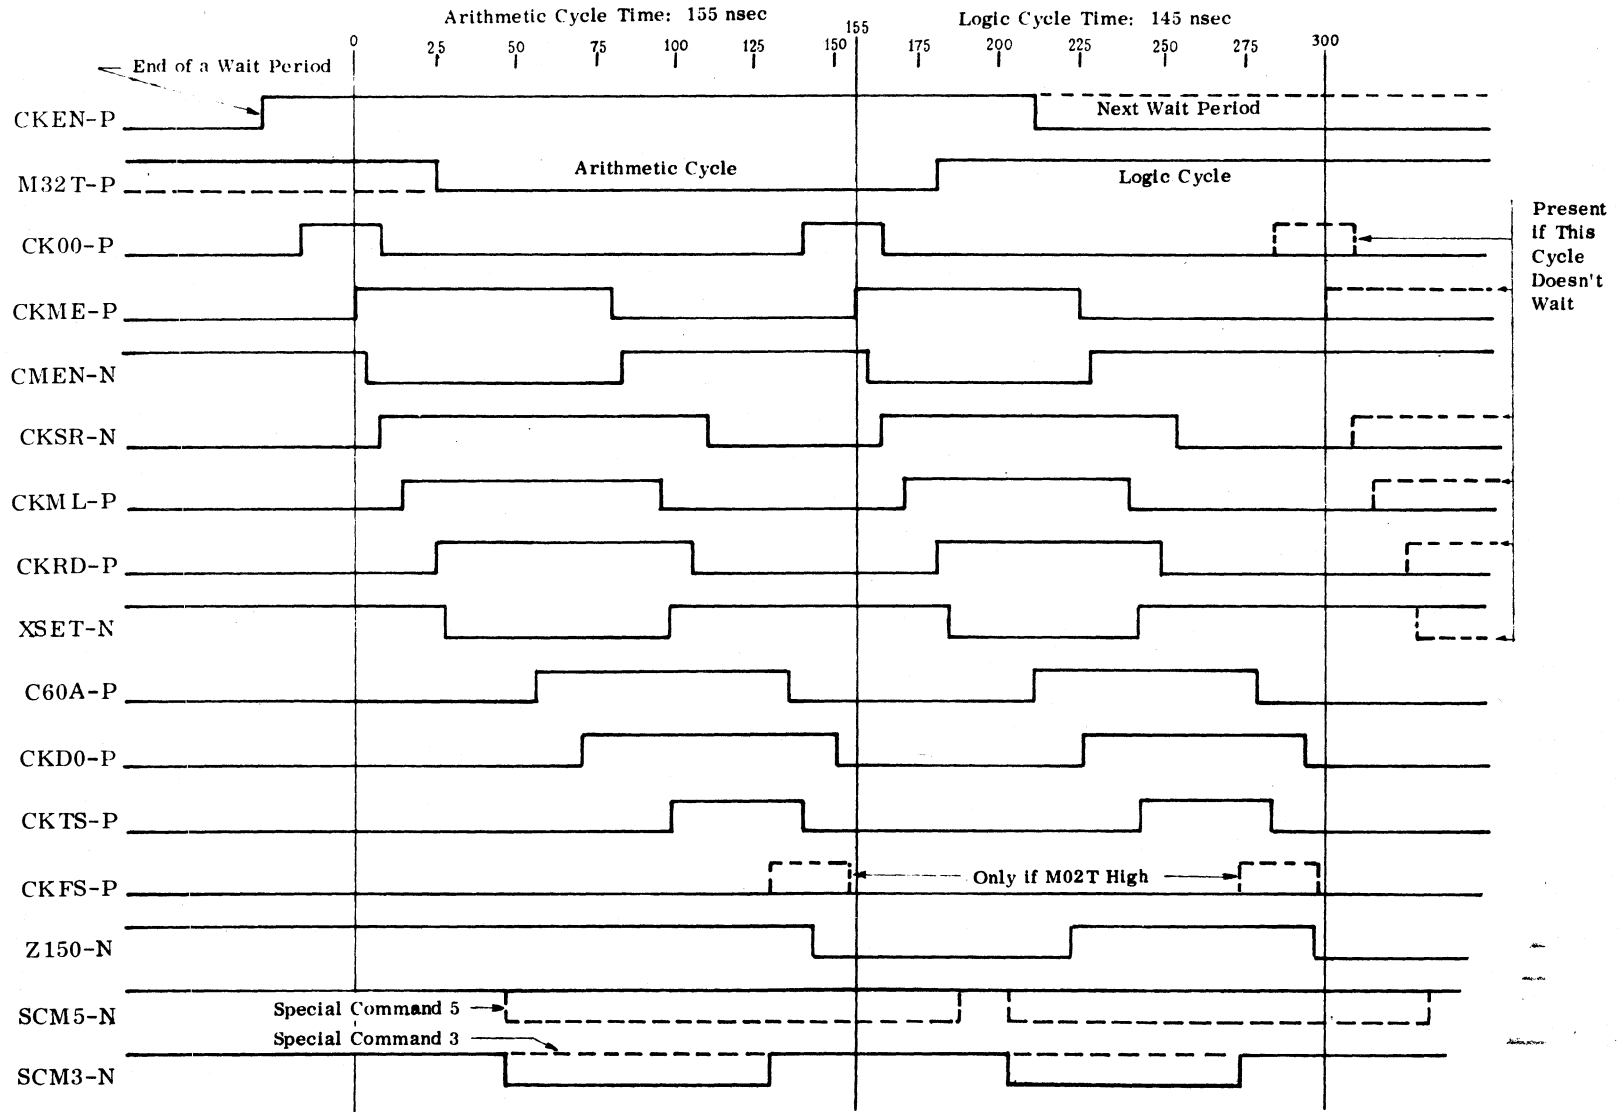 Arithmetic Cycle Time: 155 nsec
Logic Cycle Time: 145 nsec
0 25 50 75 100 125 150 155 175 200 225 250 275 300
End of a Wait Period
CKEN-P
Next Wait Period
M32T-P
Arithmetic Cycle
Logic Cycle
CK00-P
Present
if This
Cycle
Doesn't
Wait
CKME-P
CMEN-N
CKSR-N
CKML-P
CKRD-P
XSET-N
C60A-P
CKD0-P
CKTS-P
CKFS-P
Only if M02T High
Z150-N
SCM5-N
Special Command 5
Special Command 3
SCM3-N